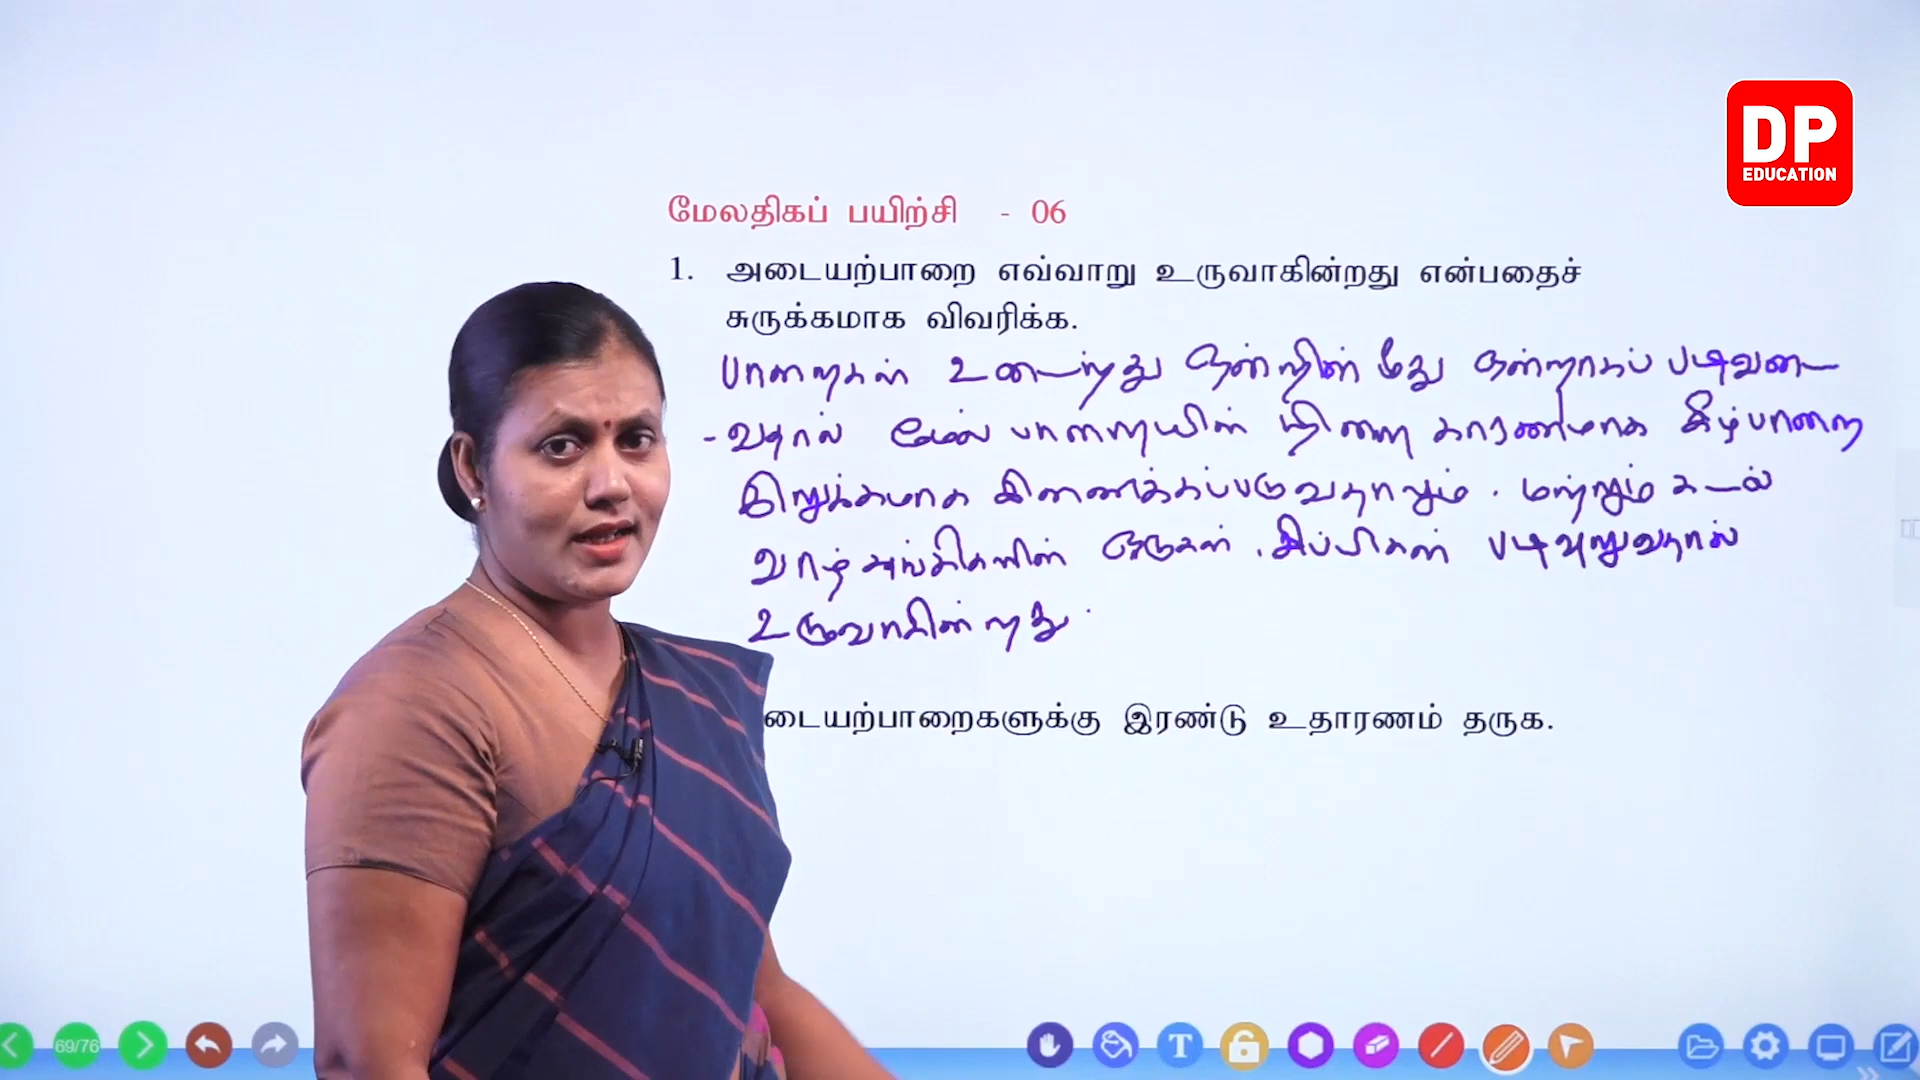 DP
EDUCATION
மேலதிகப் பயிற்சி - 06
1. அடையற்பாறை எவ்வாறு உருவாகின்றது என்பதைச்
சுருக்கமாக விவரிக்க.
பாறைகள் உடைந்து ஒன்றின் மீது ஒன்றாகப் படிவடை
- வதால் மேல் பாறையின் நிறை காரணமாக கீழ்பாறை
இறுக்கமாக இணைக்கப்படுவதாலும். மற்றும் கடல்
வாழ் அங்கிகளின் ஓடுகள், சிப்பிகள் படிவுறுவதால்
உருவாகின்றது.
டையற்பாறைகளுக்கு இரண்டு உதாரணம் தருக.
69/76
T